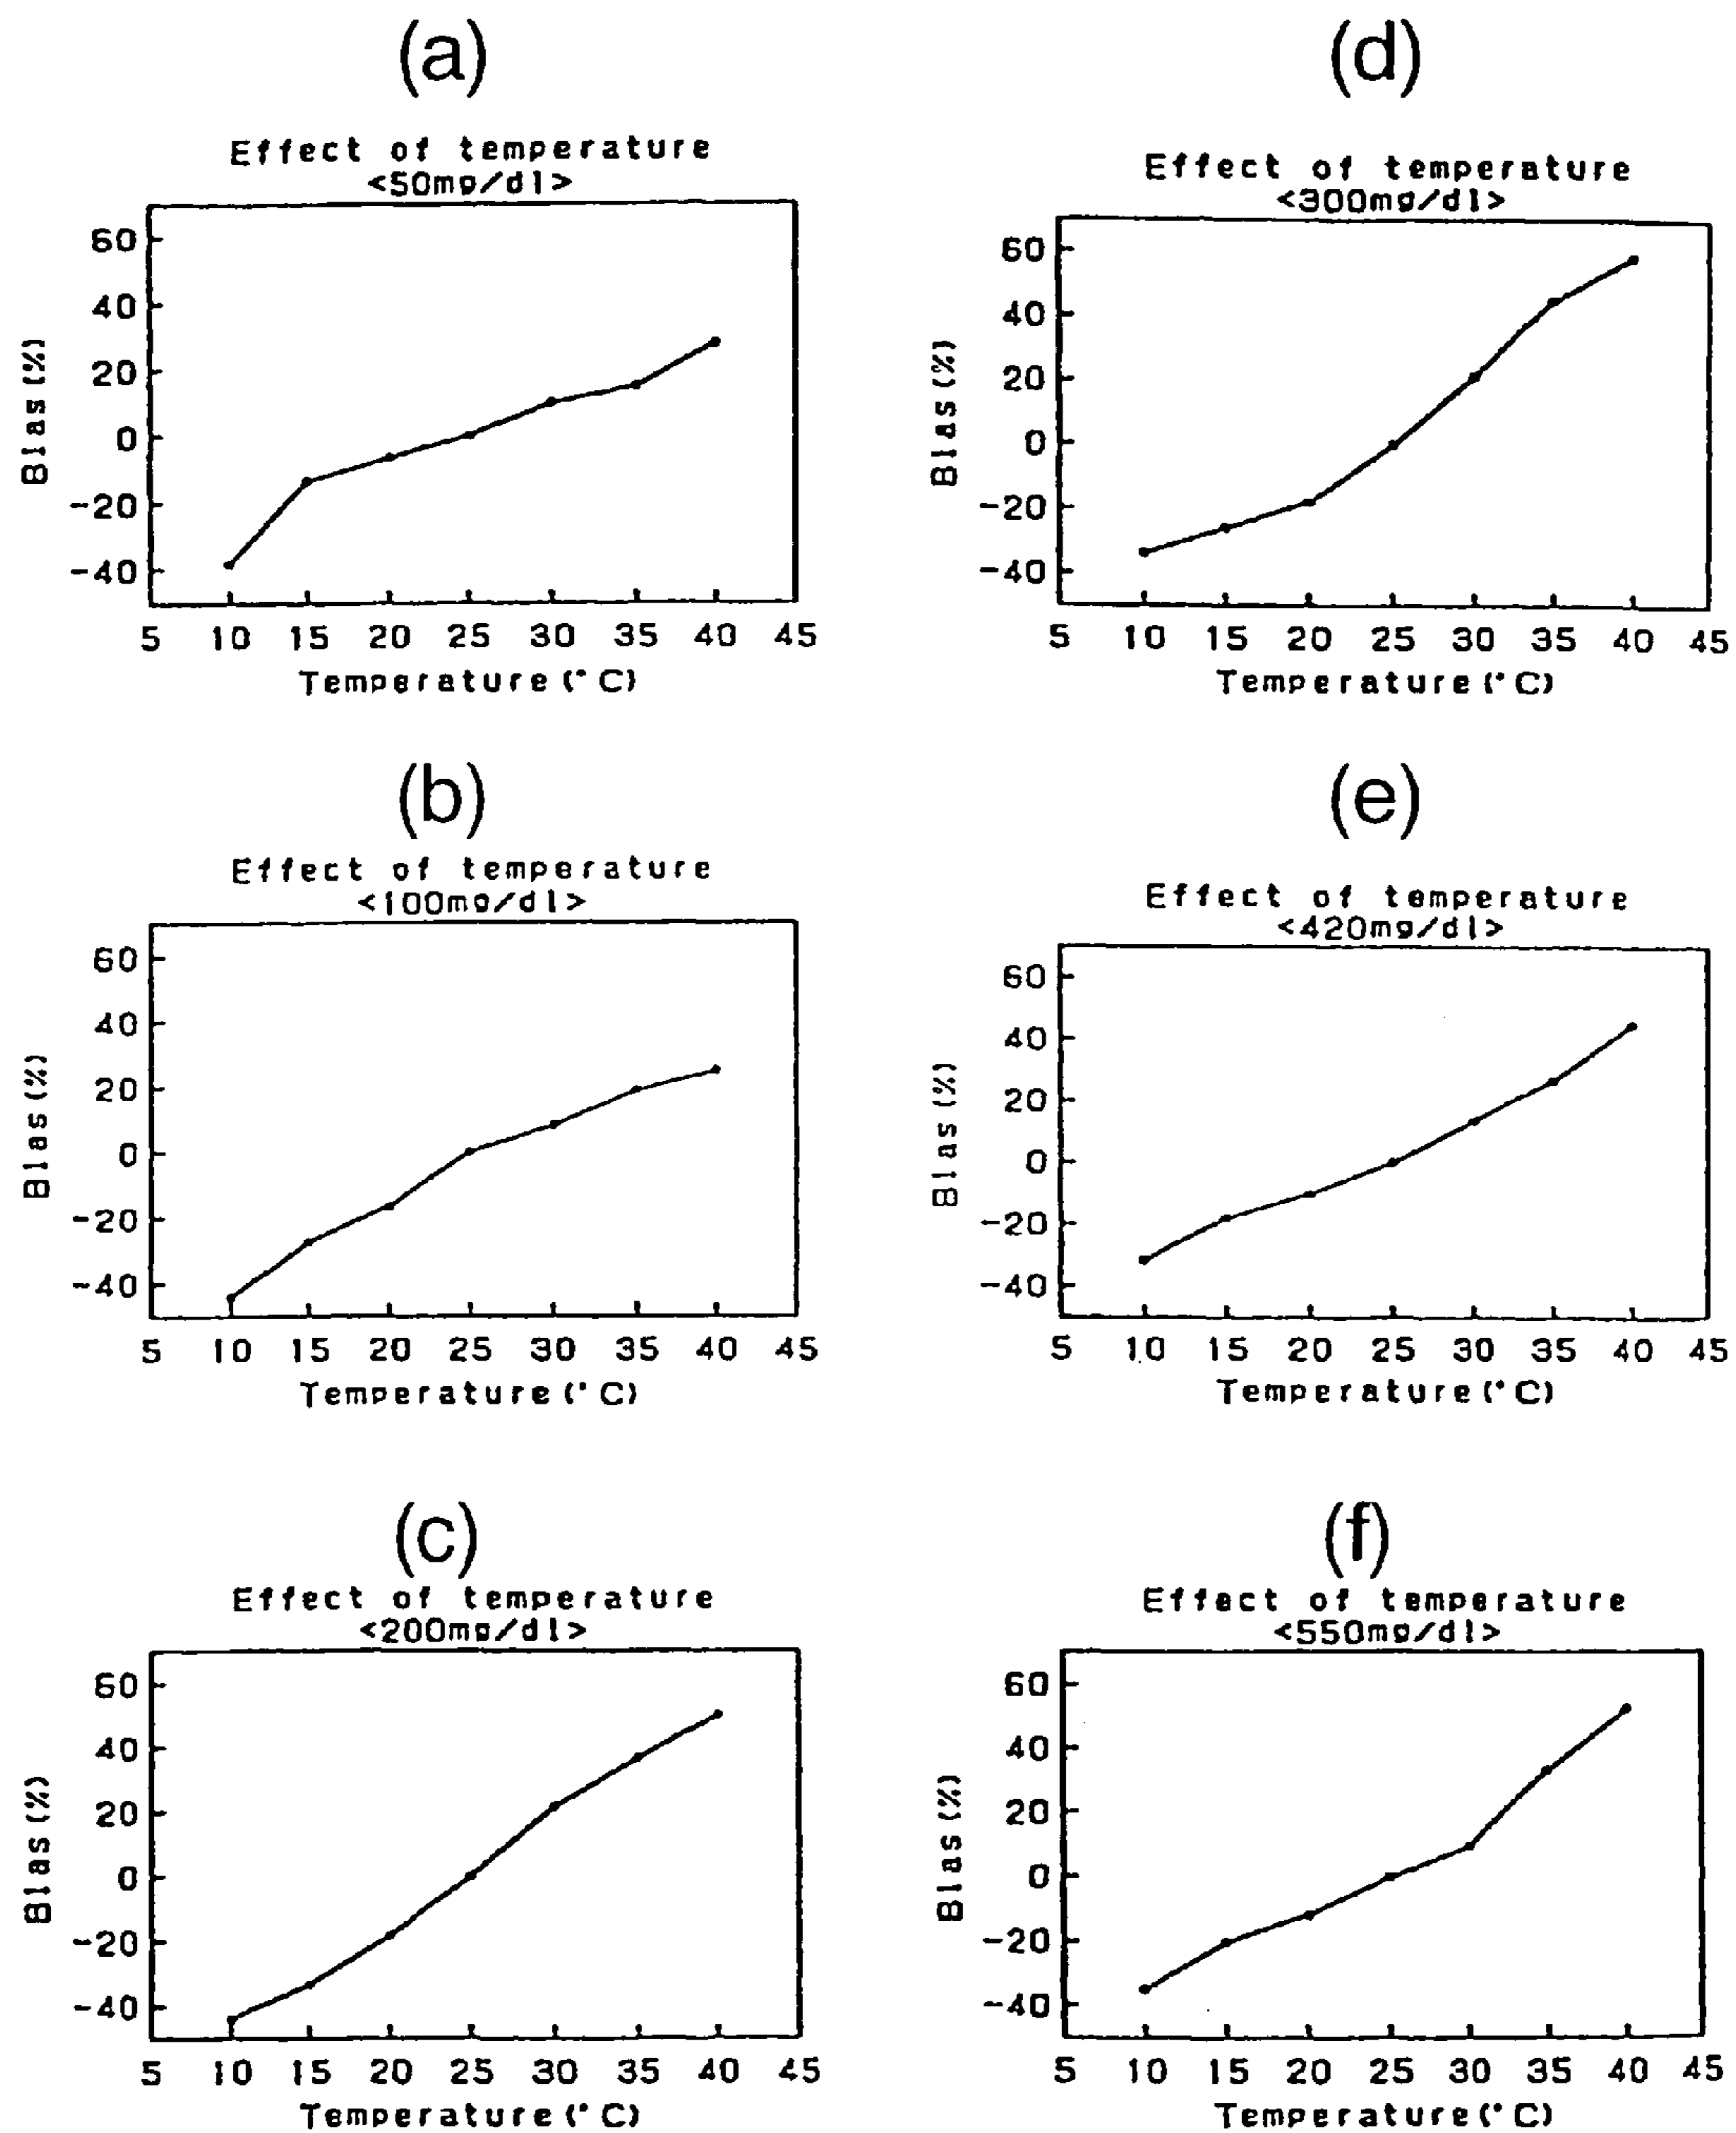 (a)
Effect of temperature
<50mg/dl>
60
40
20
0
-20
-40
Bias (%)
5 10 15 20 25 30 35 40 45
Temperature (°C)
(b)
Effect of temperature
<100mg/dl>
60
40
20
0
-20
-40
Bias (%)
5 10 15 20 25 30 35 40 45
Temperature (°C)
(c)
Effect of temperature
<200mg/dl>
60
40
20
0
-20
-40
Bias (%)
5 10 15 20 25 30 35 40 45
Temperature (°C)
(d)
Effect of temperature
<300mg/dl>
60
40
20
0
-20
-40
Bias (%)
5 10 15 20 25 30 35 40 45
Temperature (°C)
(e)
Effect of temperature
<420mg/dl>
60
40
20
0
-20
-40
Bias (%)
5 10 15 20 25 30 35 40 45
Temperature (°C)
(f)
Effect of temperature
<550mg/dl>
60
40
20
0
-20
-40
Bias (%)
5 10 15 20 25 30 35 40 45
Temperature (°C)